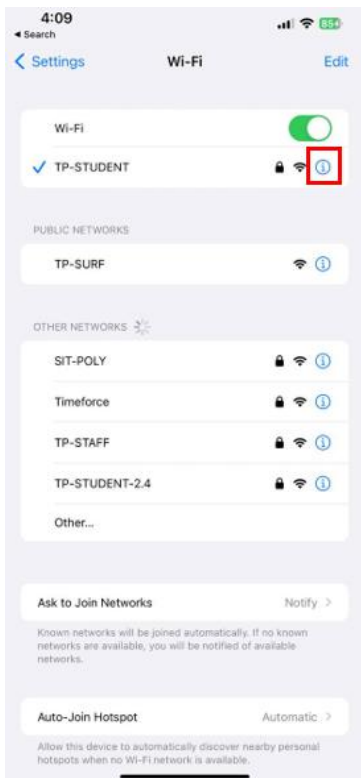 4:09
85+
◀ Search
Settings
Wi-Fi
Edit
Wi-Fi
TP-STUDENT
PUBLIC NETWORKS
TP-SURF
OTHER NETWORKS
SIT-POLY
Timeforce
TP-STAFF
TP-STUDENT-2.4
Other...
Ask to Join Networks
Notify
Known networks will be joined automatically. If no known
networks are available, you will be notified of available
networks.
Auto-Join Hotspot
Automatic
Allow this device to automatically discover nearby personal
hotspots when no Wi-Fi network is available.